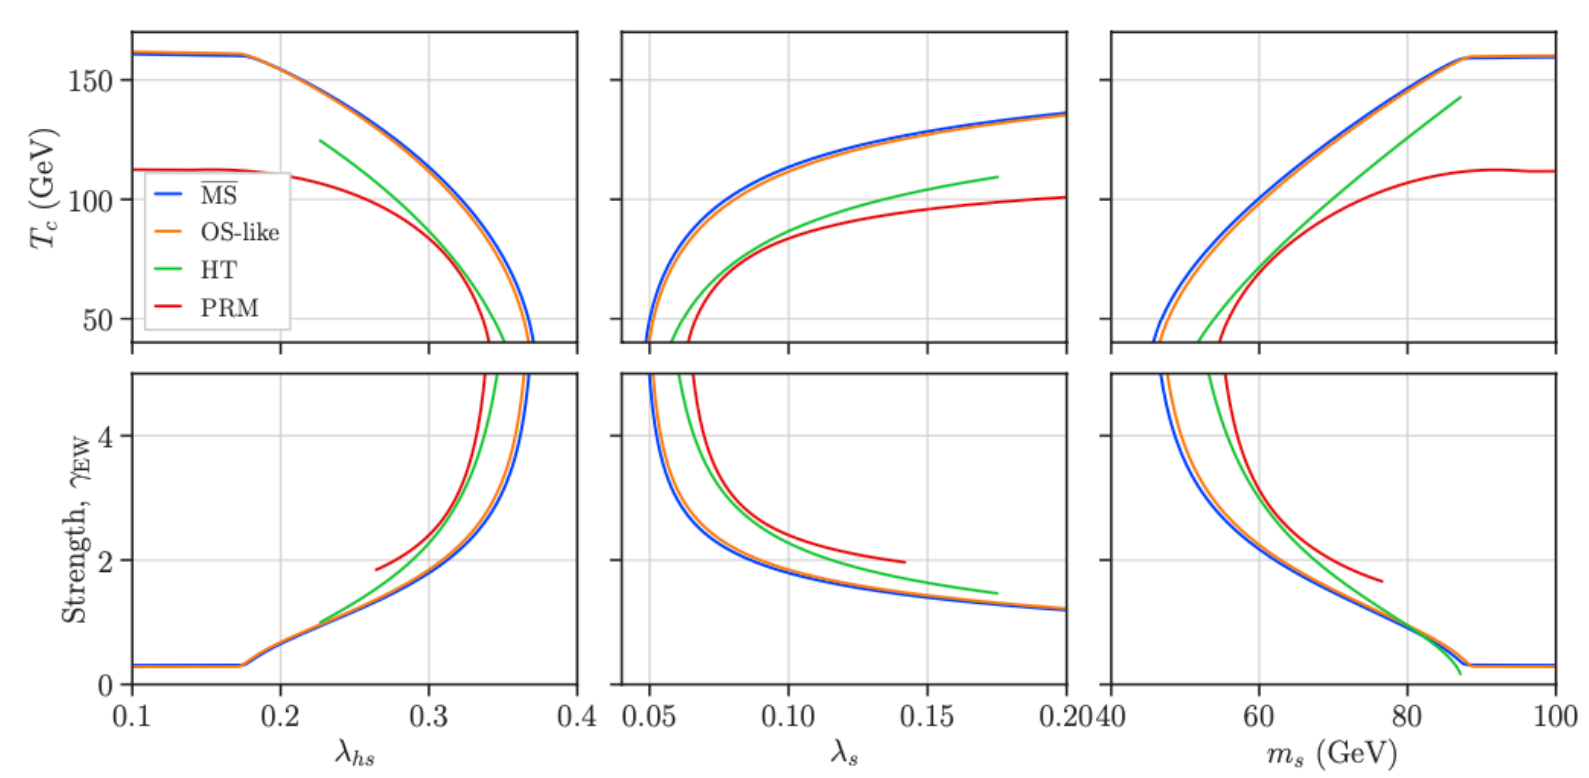 150
100
50
T_c (GeV)
M̅S̅
OS-like
HT
PRM
4
2
0
Strength, γ_EW
0.1
0.2
0.3
0.4
0.05
0.10
0.15
0.20
40
60
80
100
λ_hs
λ_s
m_s (GeV)